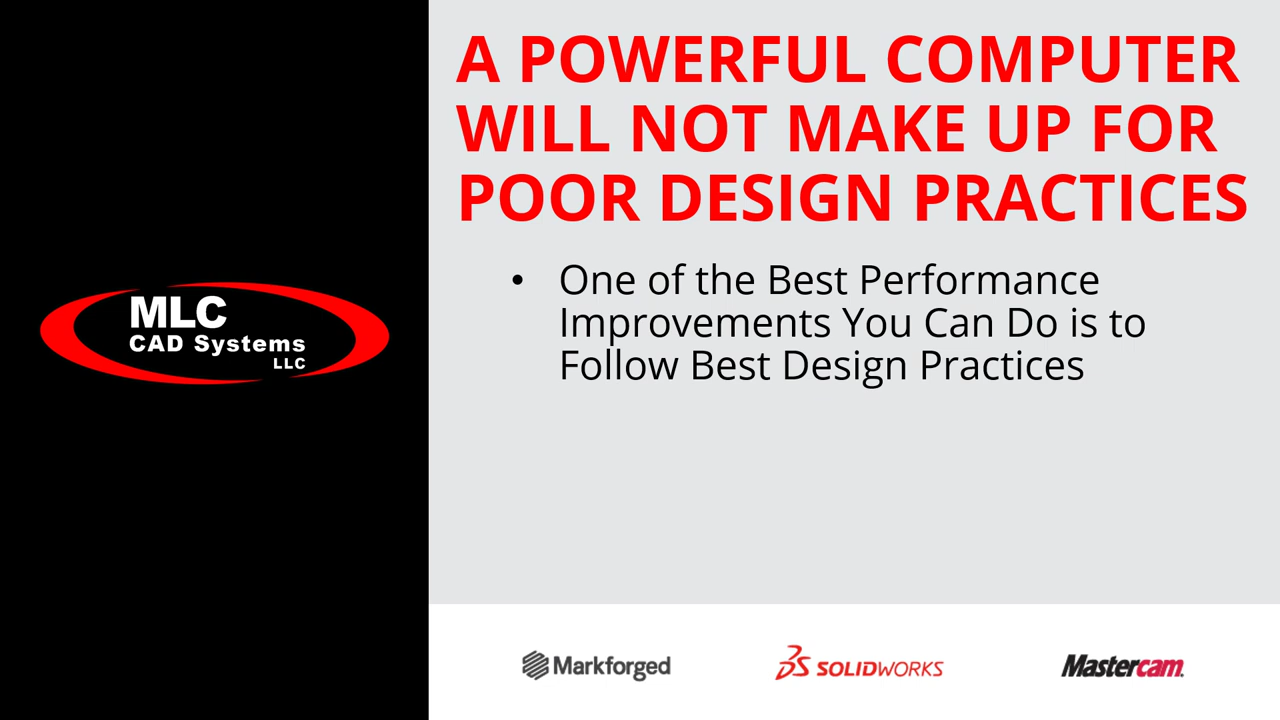 A POWERFUL COMPUTER
WILL NOT MAKE UP FOR
POOR DESIGN PRACTICES
• One of the Best Performance
Improvements You Can Do is to
Follow Best Design Practices
MLC
CAD Systems
LLC
Markforged
SOLIDWORKS
Mastercam.